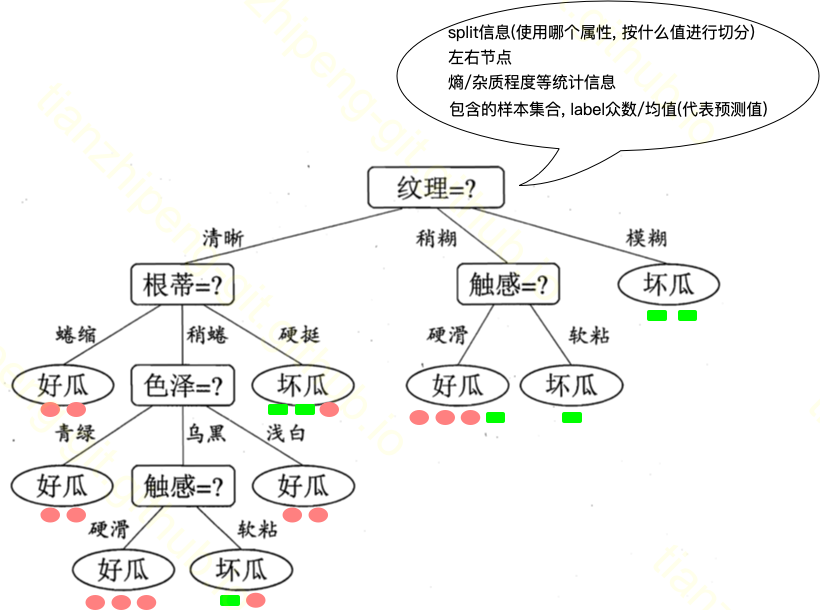 split信息(使用哪个属性, 按什么值进行切分)
左右节点
熵/杂质程度等统计信息
包含的样本集合, label众数/均值(代表预测值)
纹理=?
清晰
稍糊
模糊
根蒂=?
触感=?
坏瓜
蜷缩
稍蜷
硬挺
硬滑
软粘
好瓜
色泽=?
坏瓜
好瓜
坏瓜
青绿
乌黑
浅白
好瓜
触感=?
好瓜
硬滑
软粘
好瓜
坏瓜